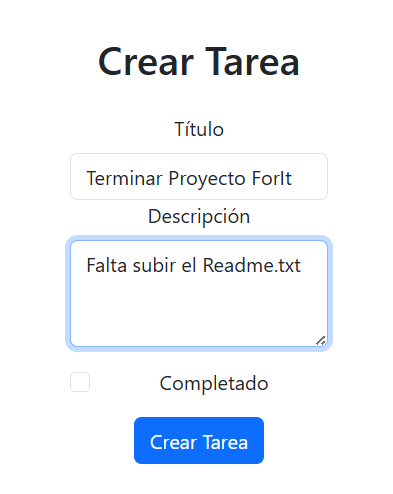 Crear Tarea
Título
Terminar Proyecto ForIt
Descripción
Falta subir el Readme.txt
Completado
Crear Tarea